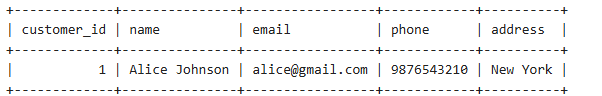 +-------------+---------------+-----------------+------------+----------+
| customer_id | name          | email           | phone      | address  |
+-------------+---------------+-----------------+------------+----------+
|           1 | Alice Johnson | alice@gmail.com | 9876543210 | New York |
+-------------+---------------+-----------------+------------+----------+